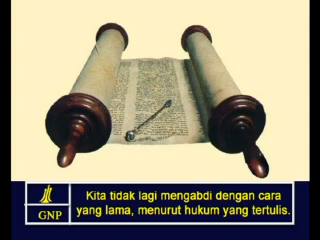 Kita tidak lagi mengabdi dengan cara
yang lama, menurut hukum yang tertulis.
GNP